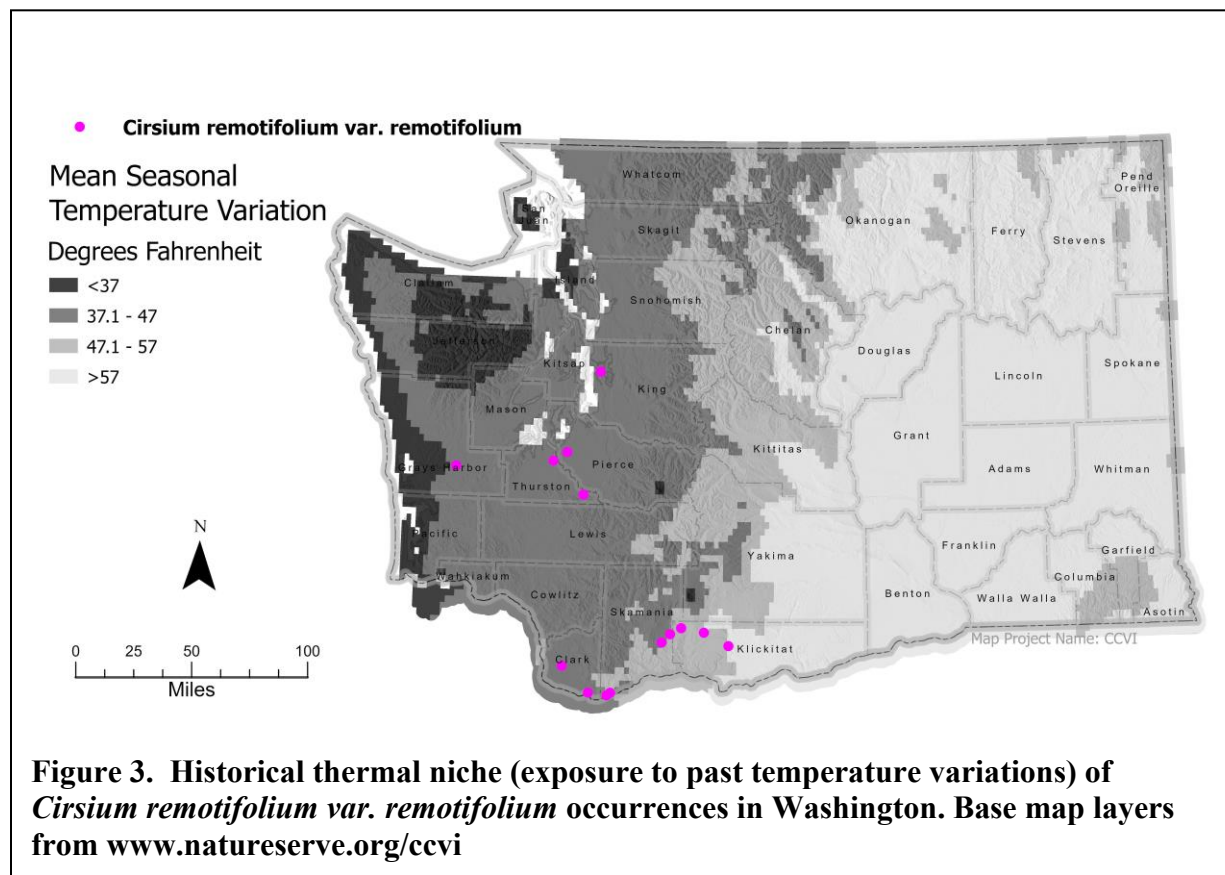 Cirsium remotifolium var. remotifolium
Mean Seasonal
Temperature Variation
Degrees Fahrenheit
<37
37.1 - 47
47.1 - 57
>57
Whatcom
San
Juan
Skagit
Island
Okanogan
Ferry
Stevens
Pend
Oreille
Clallam
Snohomish
Jefferson
Chelan
Douglas
Kitsap
King
Lincoln
Spokane
Mason
Grant
Kittitas
Grays Harbor
Pierce
Adams
Whitman
Thurston
Pacific
Lewis
Yakima
Franklin
Garfield
Columbia
Wahkiakum
Cowlitz
Skamania
Benton
Walla Walla
Asotin
Map Project Name: CCVI
Klickitat
Clark
N
0 25 50 100
Miles
Figure 3. Historical thermal niche (exposure to past temperature variations) of
Cirsium remotifolium var. remotifolium occurrences in Washington. Base map layers
from www.natureserve.org/ccvi